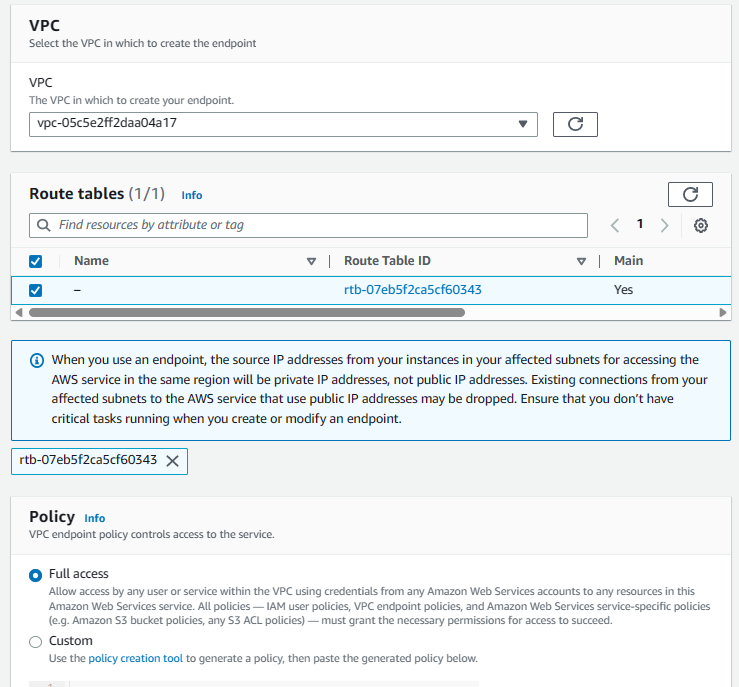 VPC
Select the VPC in which to create the endpoint
VPC
The VPC in which to create your endpoint.
vpc-05c5e2ff2daa04a17
Route tables (1/1) Info
Find resources by attribute or tag
1
Name Route Table ID Main
– rtb-07eb5f2ca5cf60343 Yes
When you use an endpoint, the source IP addresses from your instances in your affected subnets for accessing the
AWS service in the same region will be private IP addresses, not public IP addresses. Existing connections from your
affected subnets to the AWS service that use public IP addresses may be dropped. Ensure that you don’t have
critical tasks running when you create or modify an endpoint.
rtb-07eb5f2ca5cf60343
Policy Info
VPC endpoint policy controls access to the service.
Full access
Allow access by any user or service within the VPC using credentials from any Amazon Web Services accounts to any resources in this
Amazon Web Services service. All policies — IAM user policies, VPC endpoint policies, and Amazon Web Services service-specific policies
(e.g. Amazon S3 bucket policies, any S3 ACL policies) — must grant the necessary permissions for access to succeed.
Custom
Use the policy creation tool to generate a policy, then paste the generated policy below.